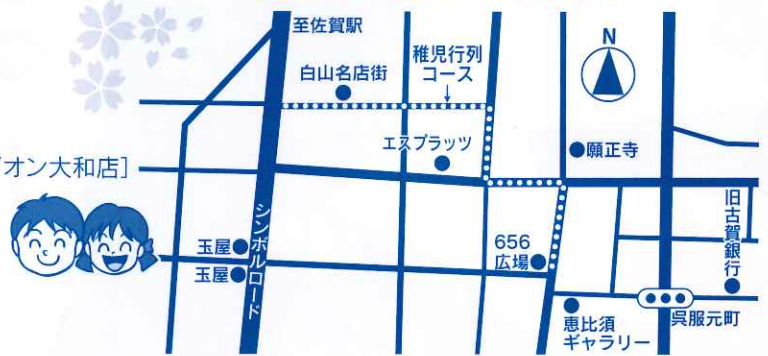 至佐賀駅
白山名店街
稚児行列
コース
N
エスプラッツ
願正寺
オン大和店]
シンボルロード
玉屋
玉屋
656
広場
旧古賀銀行
呉服元町
恵比須
ギャラリー